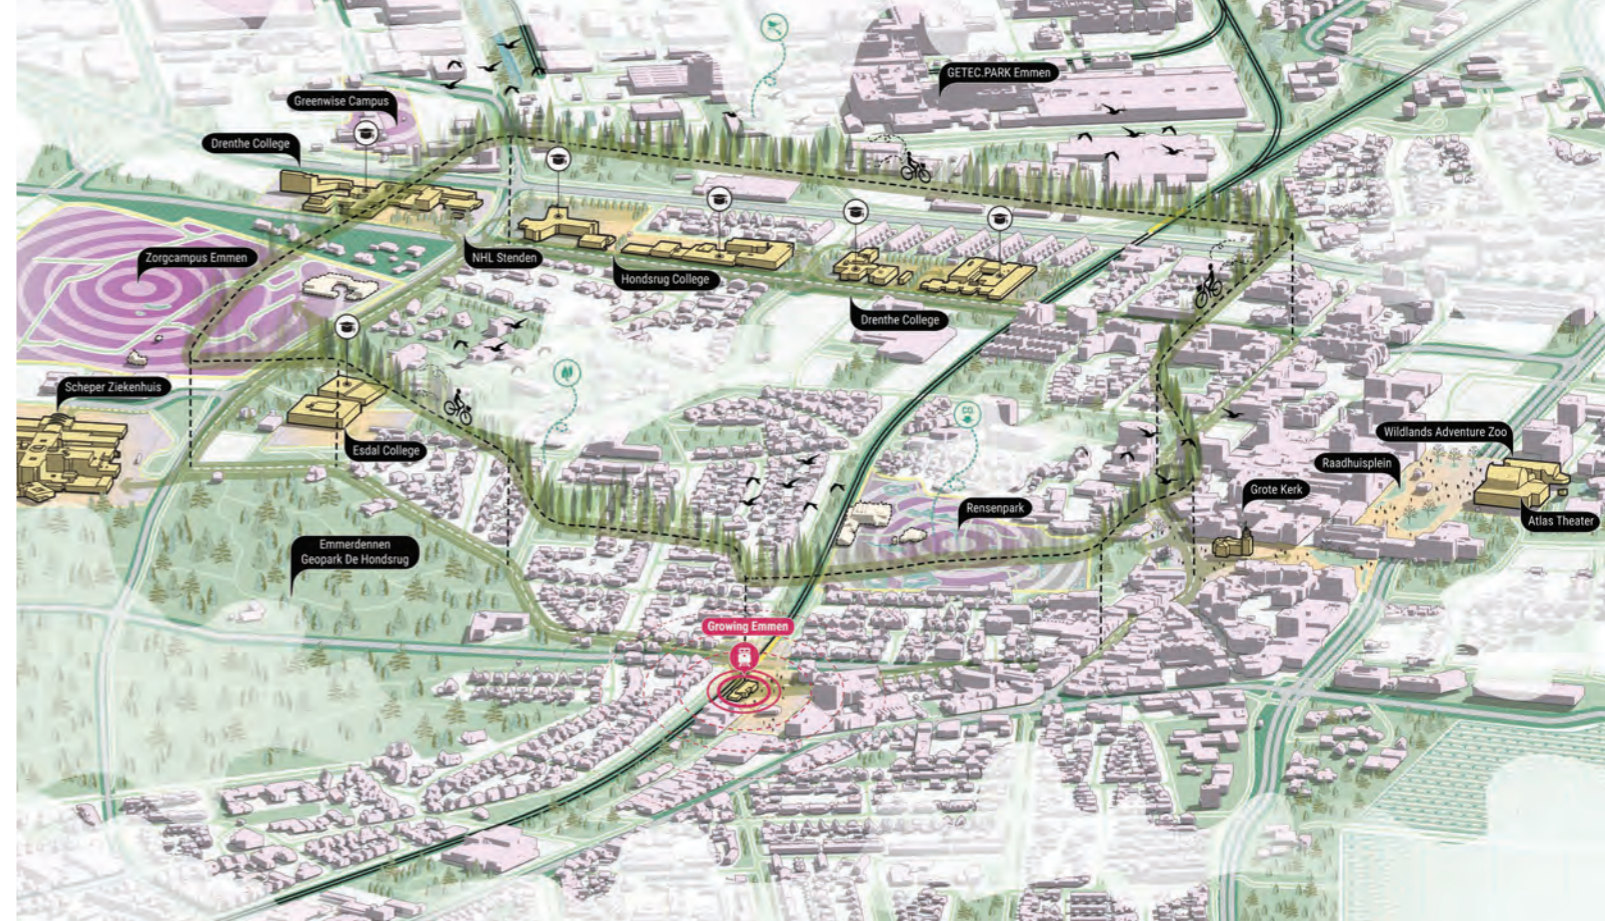 GETEC.PARK Emmen
Greenwise Campus
Drenthe College
Zorgcampus Emmen
NHL Stenden
Hondsrug College
Drenthe College
Scheper Ziekenhuis
Esdal College
Wildlands Adventure Zoo
Raadhuisplein
Grote Kerk
Rensenpark
Atlas Theater
Emmerdennen
Geopark De Hondsrug
Growing Emmen